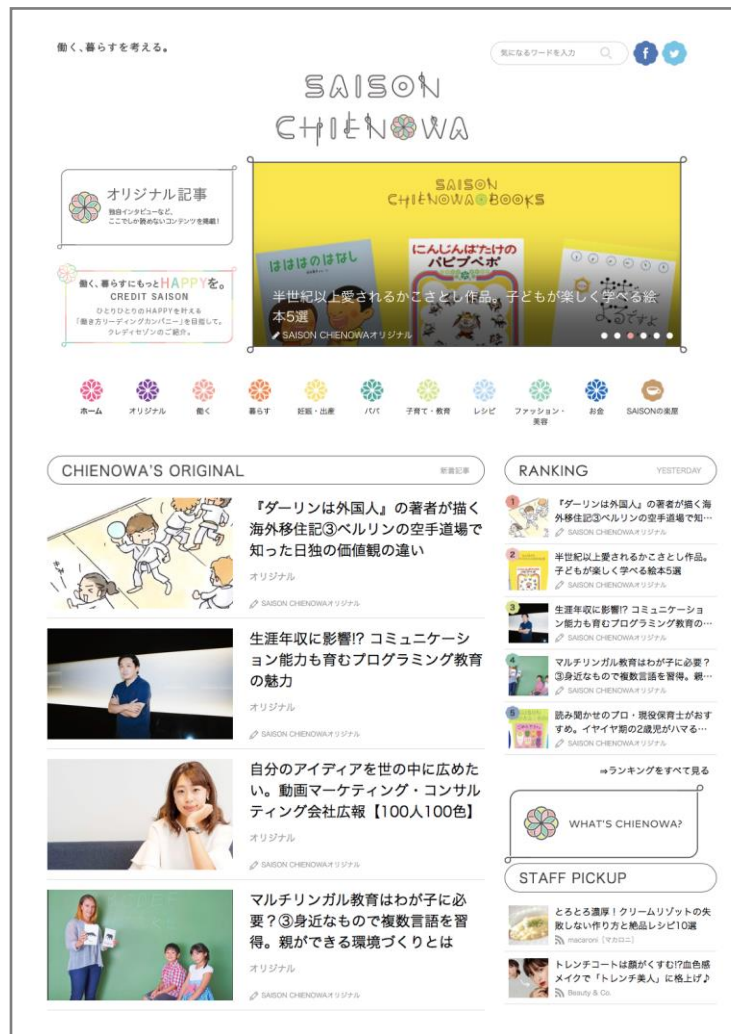 働く、暮らすを考える。
気になるワードを入力
SAISON
CHIENOWA
オリジナル記事
独自インタビューなど、
ここでしか読めないコンテンツを掲載!
働く、暮らすにもっとHAPPYを。
CREDIT SAISON
ひとりひとりのHAPPYを叶える
「働き方リーディングカンパニー」を目指して。
クレディセゾンのご紹介。
SAISON
CHIENOWA BOOKS
ははははのはなし
にんじんばたけの
パピプペポ
半世紀以上愛されるかこさとし作品。子どもが楽しく学べる絵
本5選
SAISON CHIENOWAオリジナル
ホーム
オリジナル
働く
暮らす
妊娠・出産
パパ
子育て・教育
レシピ
ファッション・
美容
お金
SAISONの楽屋
CHIENOWA'S ORIGINAL
新着記事
『ダーリンは外国人』の著者が描く
海外移住記③ベルリンの空手道場で
知った日独の価値観の違い
オリジナル
SAISON CHIENOWAオリジナル
生涯年収に影響!? コミュニケーシ
ョン能力も育むプログラミング教育
の魅力
オリジナル
SAISON CHIENOWAオリジナル
自分のアイディアを世の中に広めた
い。動画マーケティング・コンサル
ティング会社広報【100人100色】
オリジナル
SAISON CHIENOWAオリジナル
マルチリンガル教育はわが子に必
要?③身近なもので複数言語を習
得。親ができる環境づくりとは
オリジナル
SAISON CHIENOWAオリジナル
RANKING
YESTERDAY
1
『ダーリンは外国人』の著者が描く海
外移住記③ベルリンの空手道場で知…
SAISON CHIENOWAオリジナル
2
半世紀以上愛されるかこさとし作品。
子どもが楽しく学べる絵本5選
SAISON CHIENOWAオリジナル
3
生涯年収に影響!? コミュニケーショ
ン能力も育むプログラミング教育の…
SAISON CHIENOWAオリジナル
4
マルチリンガル教育はわが子に必要?
③身近なもので複数言語を習得。親…
SAISON CHIENOWAオリジナル
5
読み聞かせのプロ・現役保育士がおす
すめ。イヤイヤ期の2歳児がハマる…
SAISON CHIENOWAオリジナル
⇒ランキングをすべて見る
WHAT'S CHIENOWA?
STAFF PICKUP
とろとろ濃厚!クリームリゾットの失
敗しない作り方と絶品レシピ10選
macaroni [マカロニ]
トレンチコートは顔がくすむ!?血色感
メイクで「トレンチ美人」に格上げ♪
Beauty & Co.